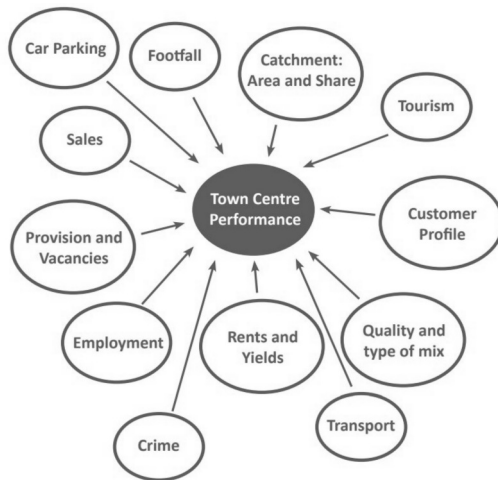 Car Parking
Footfall
Catchment:
Area and Share
Tourism
Sales
Town Centre
Performance
Customer
Profile
Provision and
Vacancies
Employment
Rents and
Yields
Quality and
type of mix
Crime
Transport